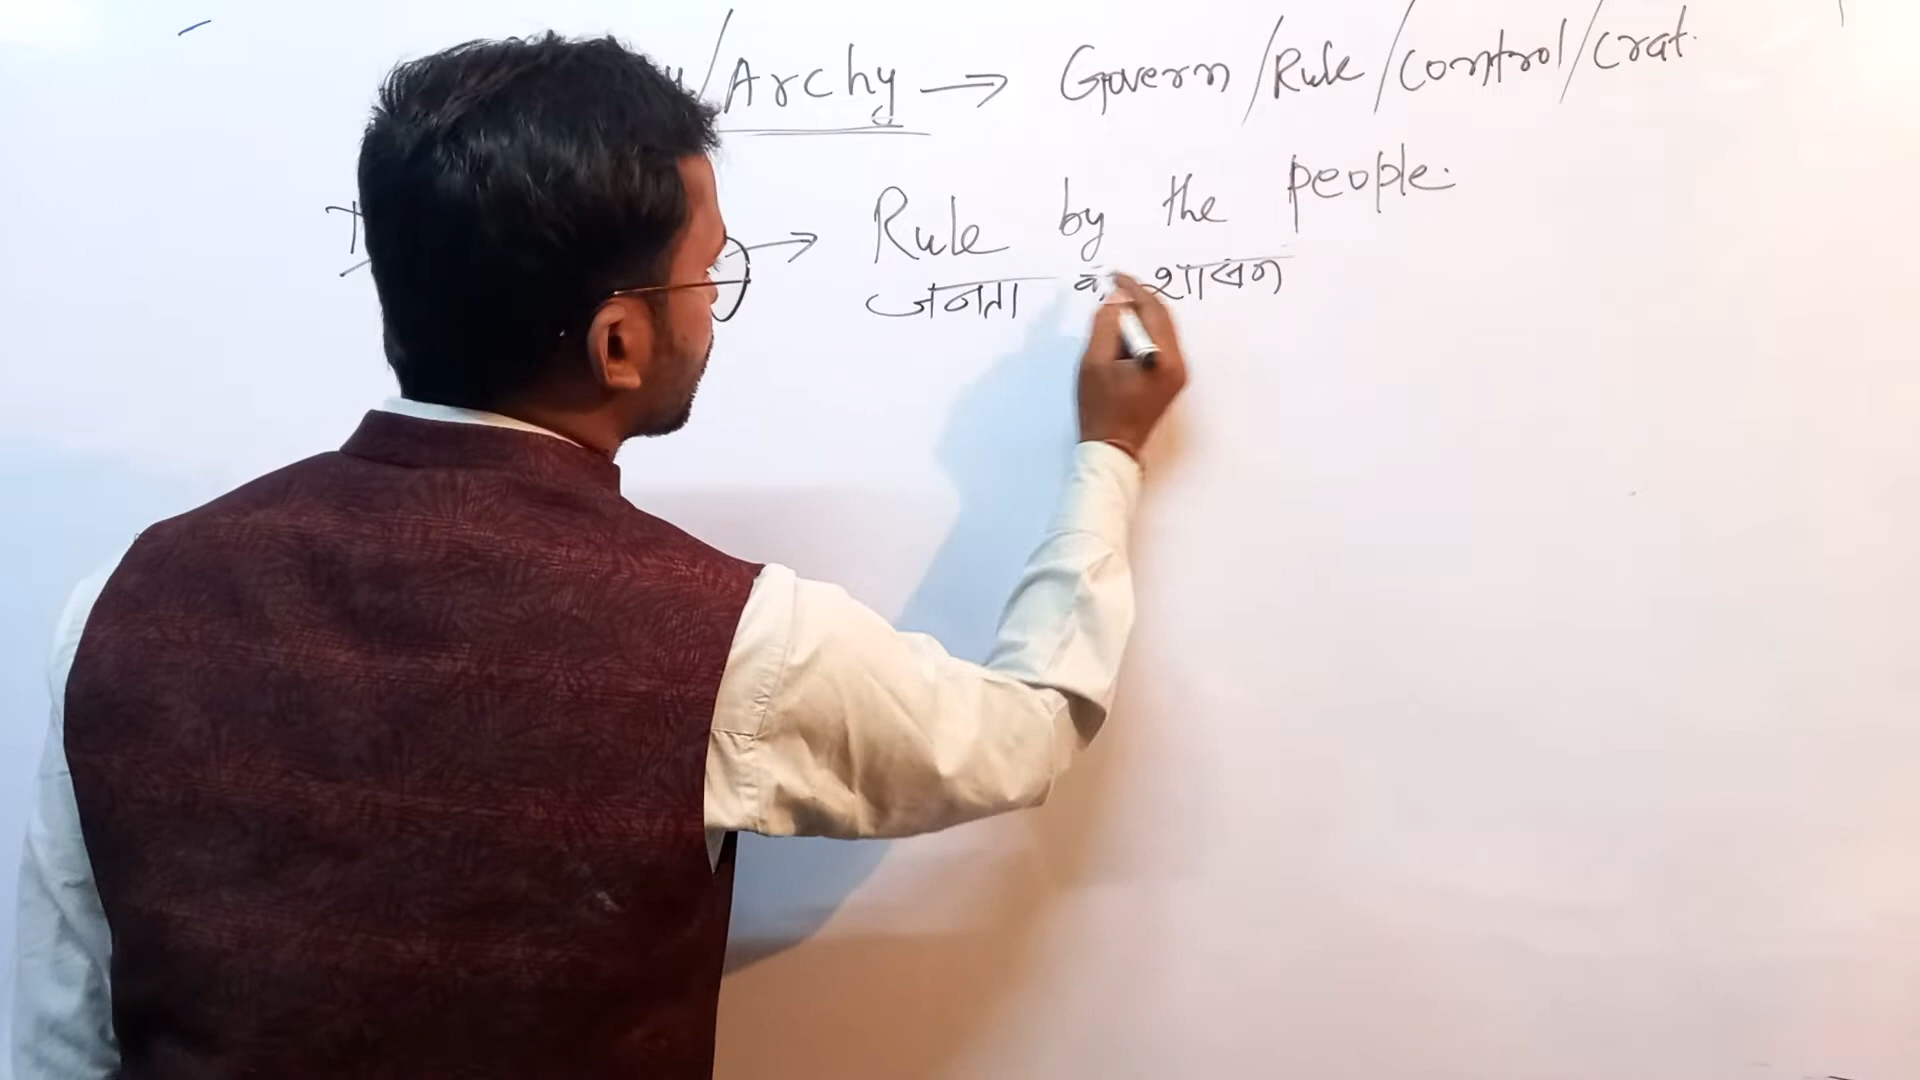 /Archy → Govern/Rule/control/crat.
→ Rule by the people.
जनता का शासन